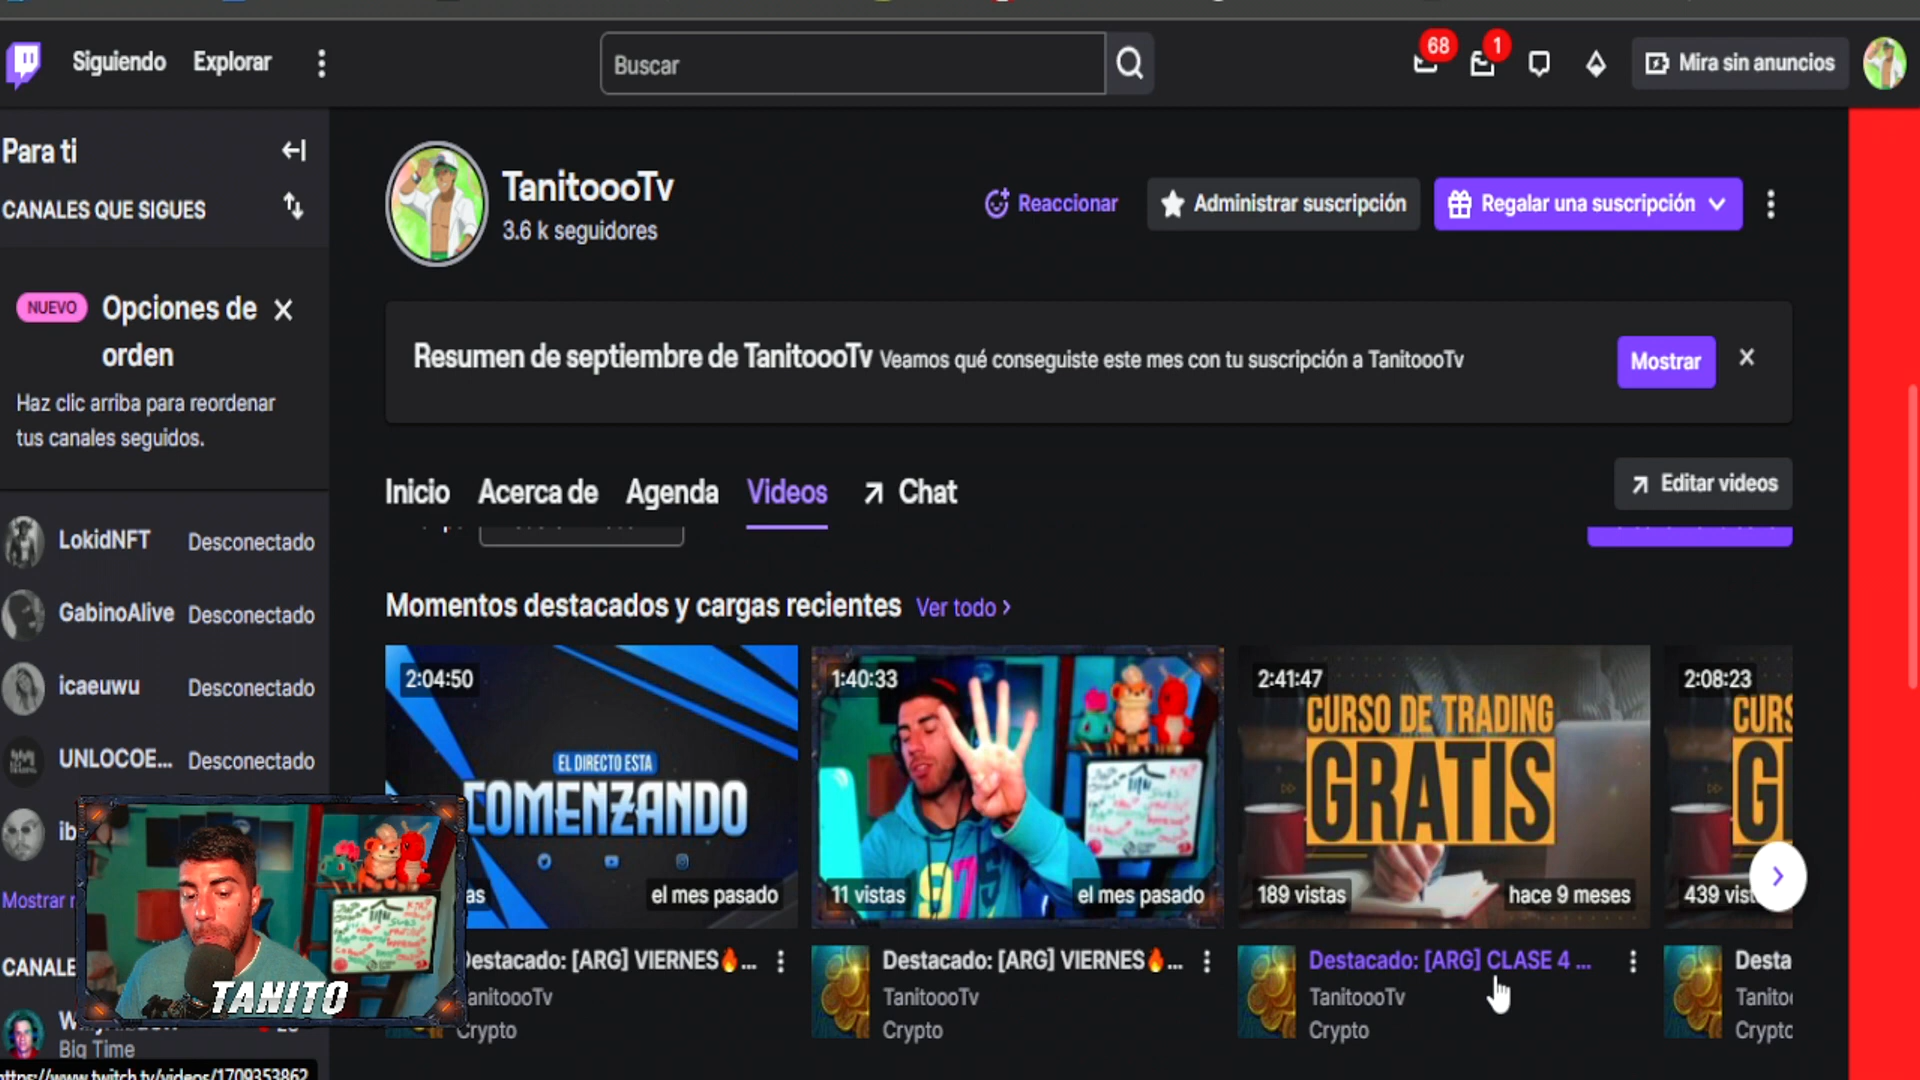 Siguiendo Explorar
Buscar
68
1
Mira sin anuncios
Para ti
CANALES QUE SIGUES
NUEVO Opciones de
orden
Haz clic arriba para reordenar
tus canales seguidos.
LokidNFT Desconectado
GabinoAlive Desconectado
icaeuwu Desconectado
UNLOCOE... Desconectado
ib
Mostrar
CANALE
Big Time
https://www.twitch.tv/videos/1709353862
TANITO
TanitoooTv
3.6 k seguidores
Reaccionar
Administrar suscripción
Regalar una suscripción
Resumen de septiembre de TanitoooTv Veamos qué conseguiste este mes con tu suscripción a TanitoooTv
Mostrar
Inicio Acerca de Agenda Videos Chat
Editar videos
Momentos destacados y cargas recientes Ver todo
2:04:50
EL DIRECTO ESTA
COMENZANDO
as
el mes pasado
Destacado: [ARG] VIERNES🔥...
anitoooTv
Crypto
1:40:33
975
11 vistas
el mes pasado
Destacado: [ARG] VIERNES🔥...
TanitoooTv
Crypto
2:41:47
CURSO DE TRADING
GRATIS
189 vistas
hace 9 meses
Destacado: [ARG] CLASE 4 ...
TanitoooTv
Crypto
2:08:23
CURS
G
439 vist
Desta
Tanito
Crypto